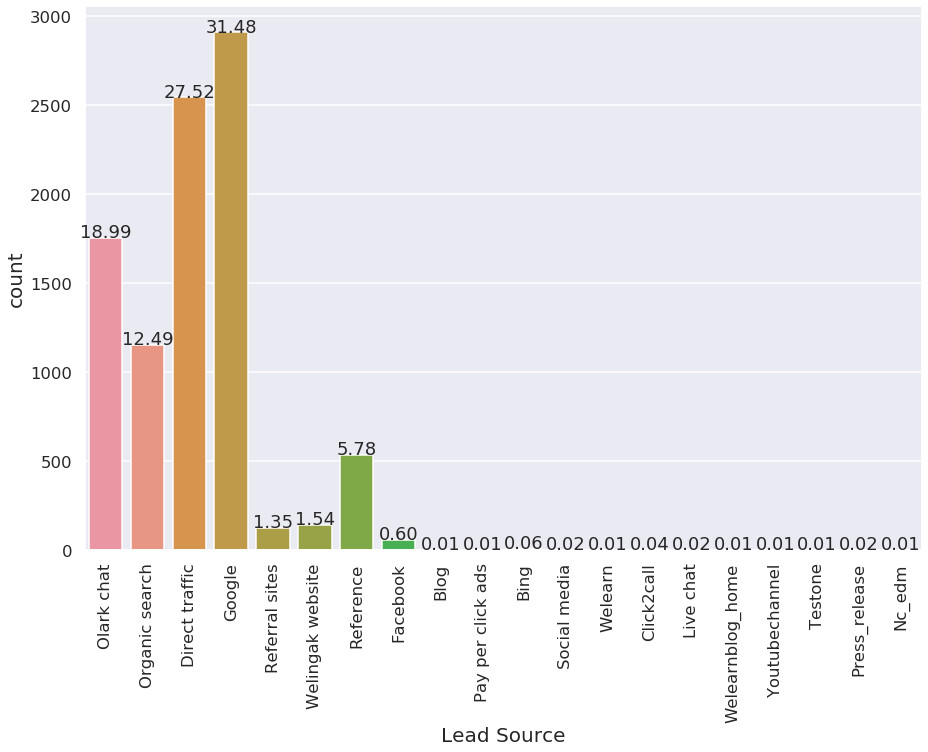 3000
2500
2000
1500
1000
500
0
count
18.99
12.49
27.52
31.48
1.35
1.54
5.78
0.60
0.01
0.01
0.06
0.02
0.01
0.04
0.02
0.01
0.01
0.01
0.02
0.01
Olark chat
Organic search
Direct traffic
Google
Referral sites
Welingak website
Reference
Facebook
Blog
Pay per click ads
Bing
Social media
Welearn
Click2call
Live chat
Welearnblog_home
Youtubechannel
Testone
Press_release
Nc_edm
Lead Source